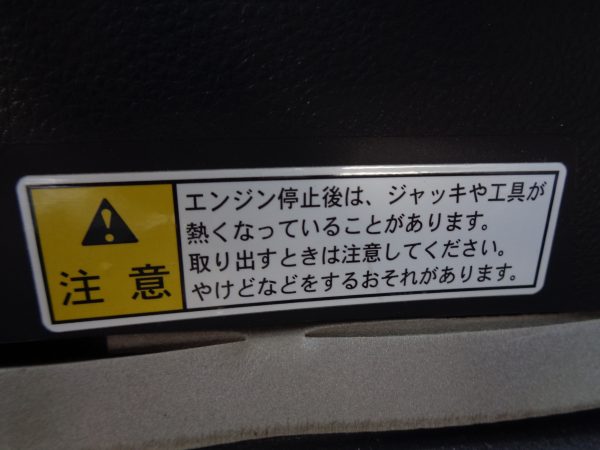 注意
エンジン停止後は、ジャッキや工具が
熱くなっていることがあります。
取り出すときは注意してください。
やけどなどをするおそれがあります。